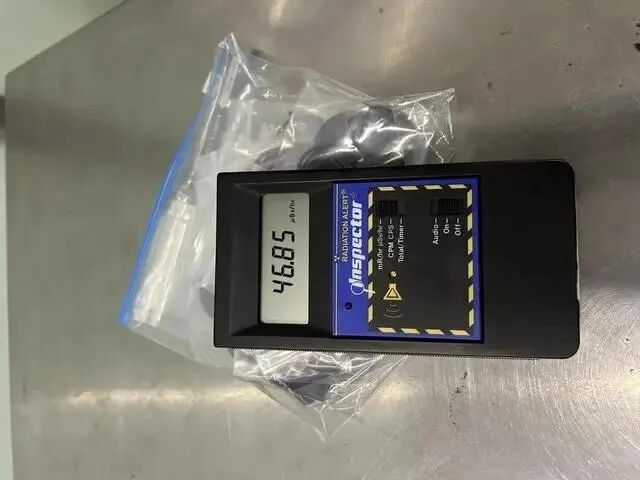 46.85 µSv/hr
RADIATION ALERT®
Inspector
mR/hr µSv/hr
CPM CPS
Total/Timer
Audio
On
Off